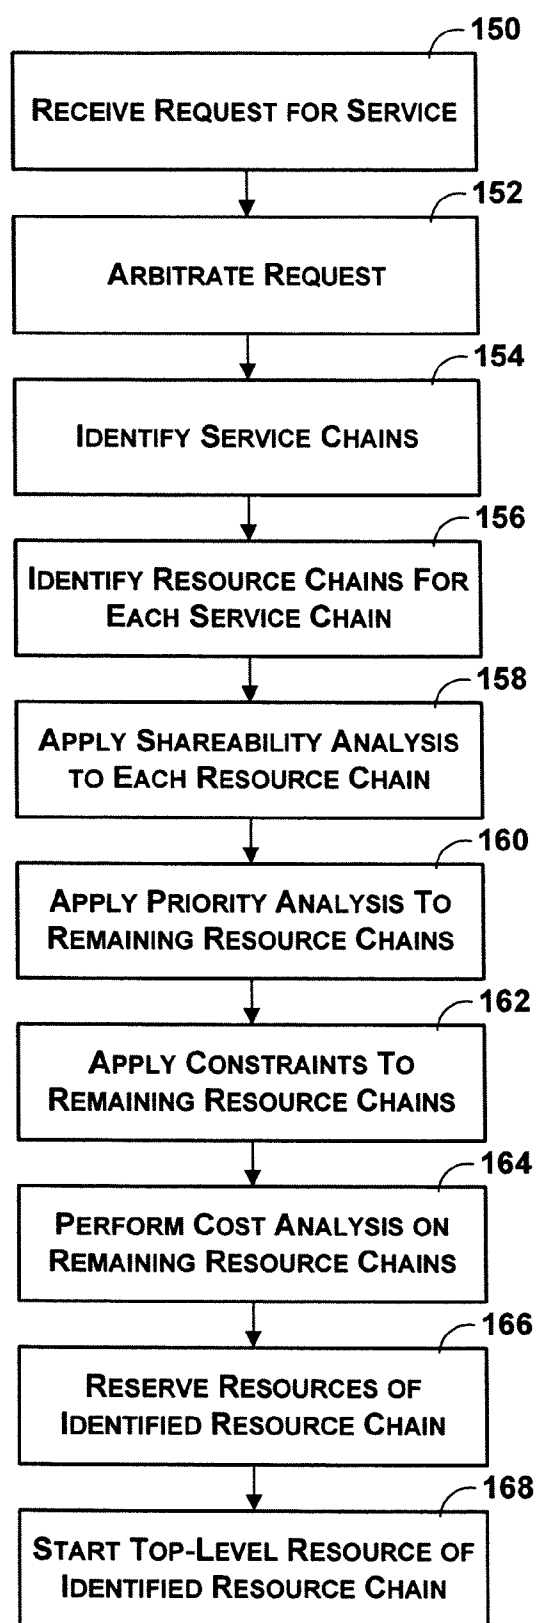 150
RECEIVE REQUEST FOR SERVICE
152
ARBITRATE REQUEST
154
IDENTIFY SERVICE CHAINS
156
IDENTIFY RESOURCE CHAINS FOR
EACH SERVICE CHAIN
158
APPLY SHAREABILITY ANALYSIS
TO EACH RESOURCE CHAIN
160
APPLY PRIORITY ANALYSIS TO
REMAINING RESOURCE CHAINS
162
APPLY CONSTRAINTS TO
REMAINING RESOURCE CHAINS
164
PERFORM COST ANALYSIS ON
REMAINING RESOURCE CHAINS
166
RESERVE RESOURCES OF
IDENTIFIED RESOURCE CHAIN
168
START TOP-LEVEL RESOURCE OF
IDENTIFIED RESOURCE CHAIN